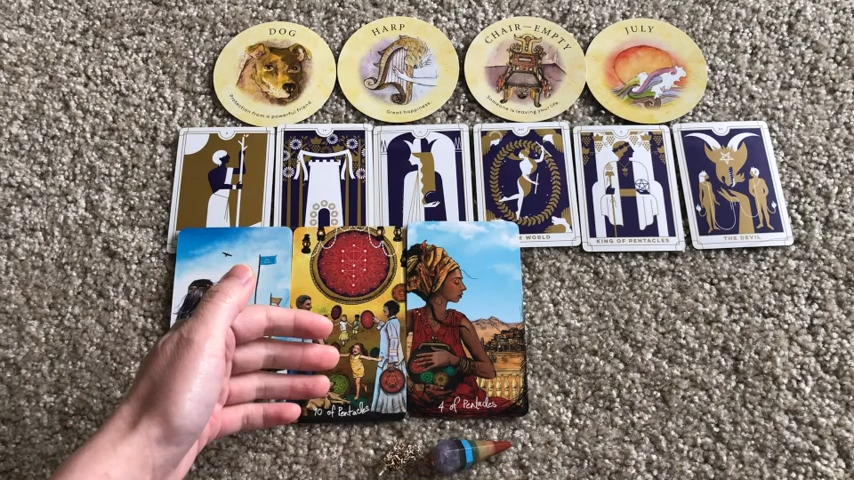 DOG
Protection from a powerful friend.
HARP
Great happiness.
CHAIR—EMPTY
Someone is leaving your life.
JULY
WORLD
KING OF PENTACLES
THE DEVIL
10 of Pentacles
4 of Pentacles